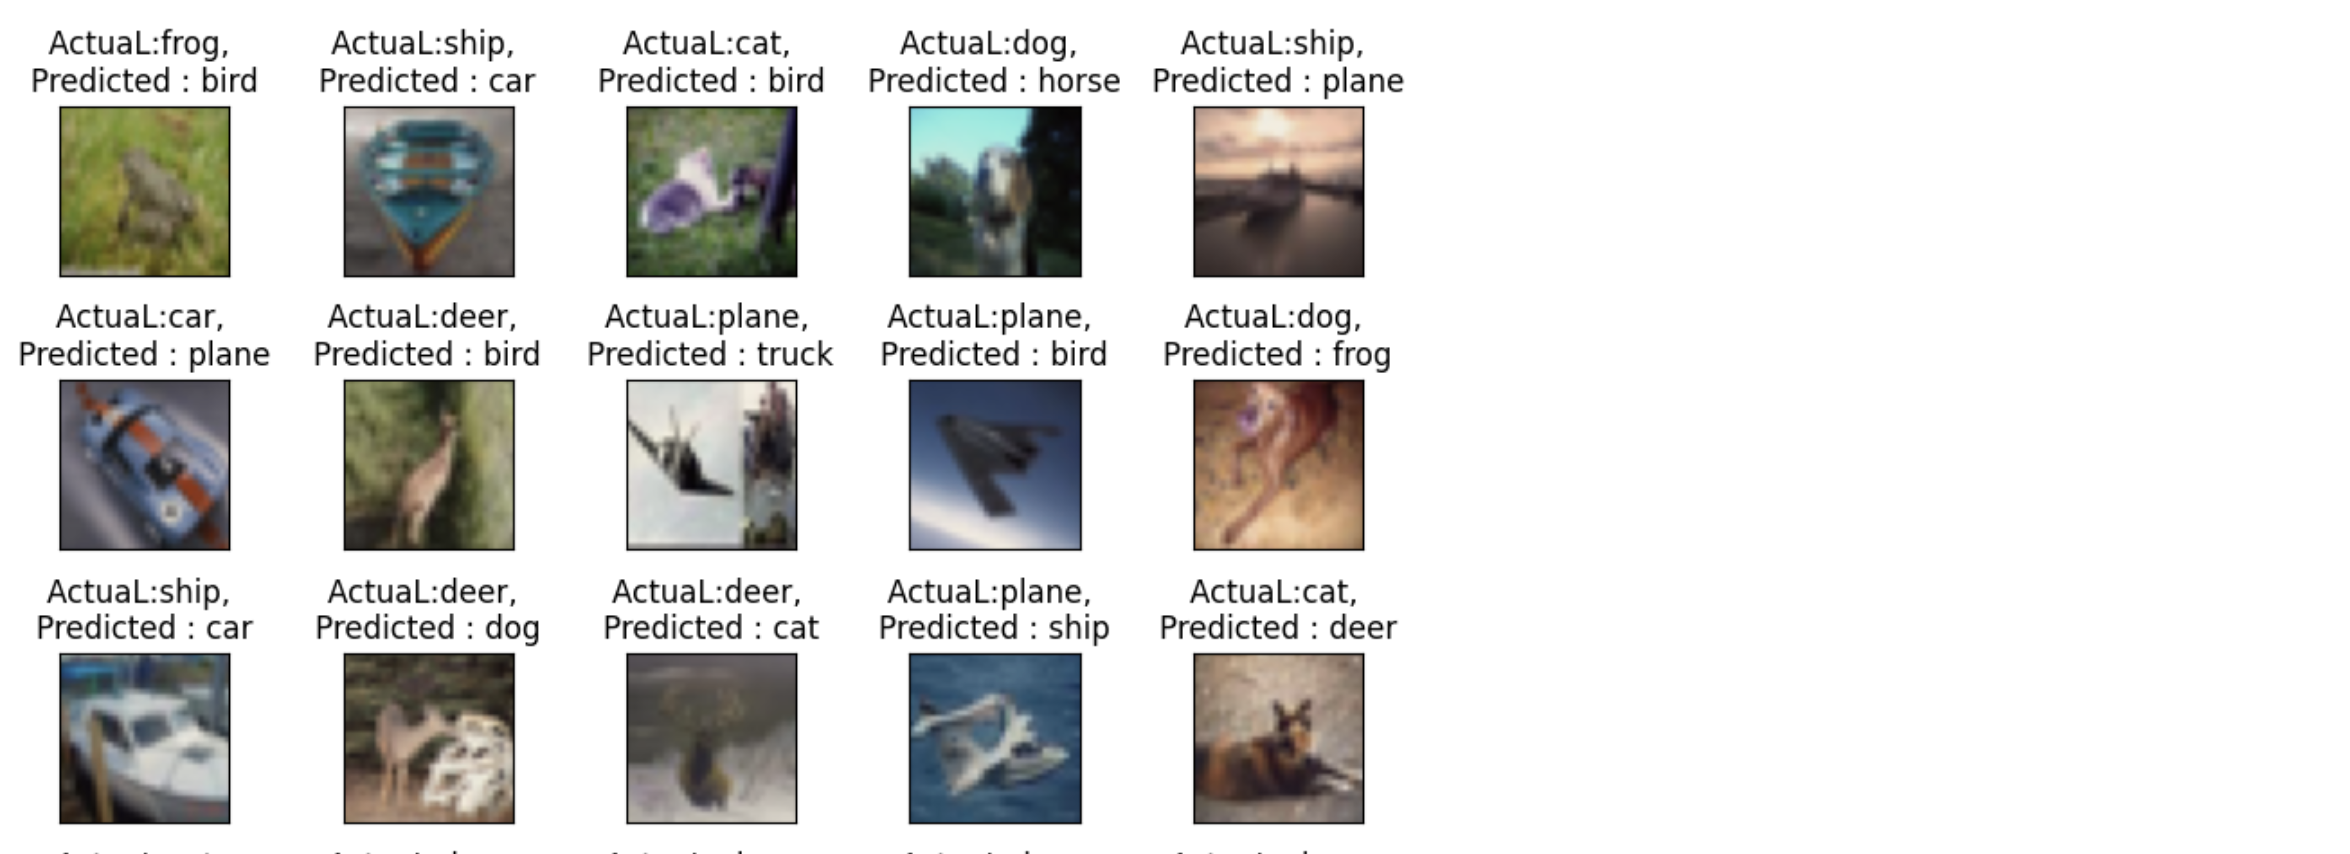 ActuaL:frog,
Predicted : bird
ActuaL:ship,
Predicted : car
ActuaL:cat,
Predicted : bird
ActuaL:dog,
Predicted : horse
ActuaL:ship,
Predicted : plane
ActuaL:car,
Predicted : plane
ActuaL:deer,
Predicted : bird
ActuaL:plane,
Predicted : truck
ActuaL:plane,
Predicted : bird
ActuaL:dog,
Predicted : frog
ActuaL:ship,
Predicted : car
ActuaL:deer,
Predicted : dog
ActuaL:deer,
Predicted : cat
ActuaL:plane,
Predicted : ship
ActuaL:cat,
Predicted : deer